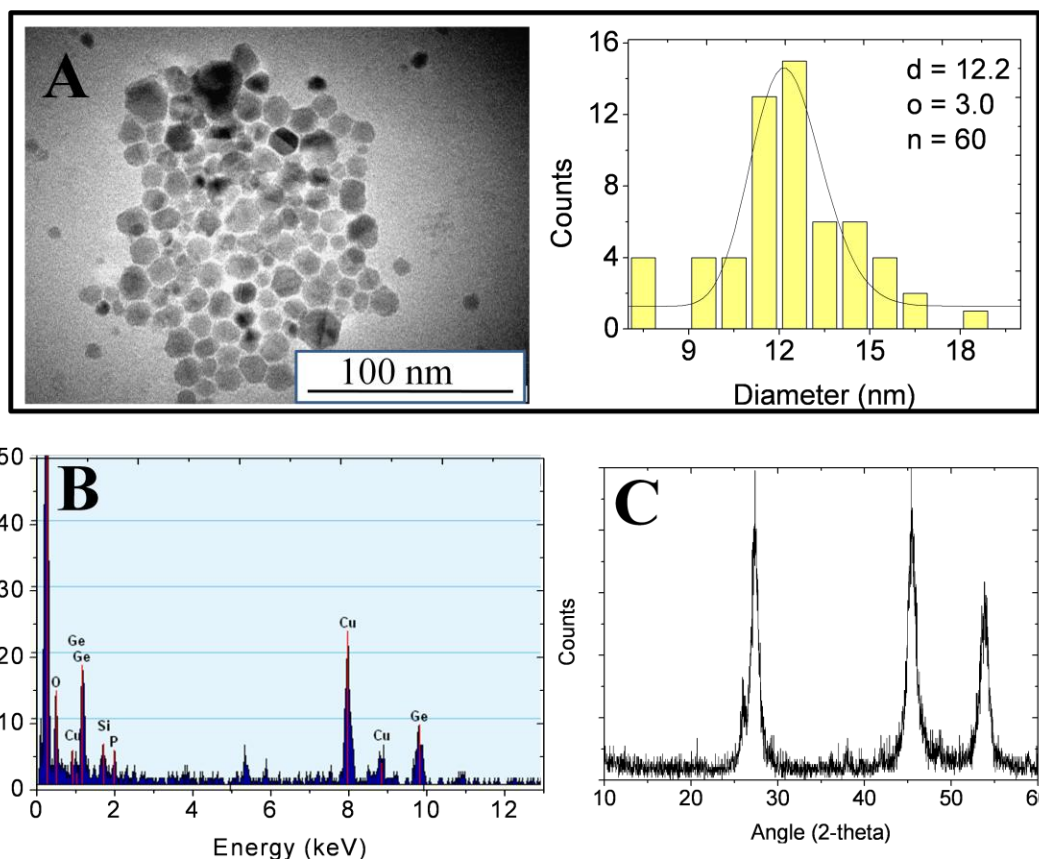 A
100 nm
16
12
8
4
0
Counts
d = 12.2
o = 3.0
n = 60
9
12
15
18
Diameter (nm)
B
50
40
30
20
10
0
O
Cu
Ge
Ge
Si
P
Cu
Cu
Ge
0
2
4
6
8
10
12
Energy (keV)
C
Counts
10
20
30
40
50
60
Angle (2-theta)